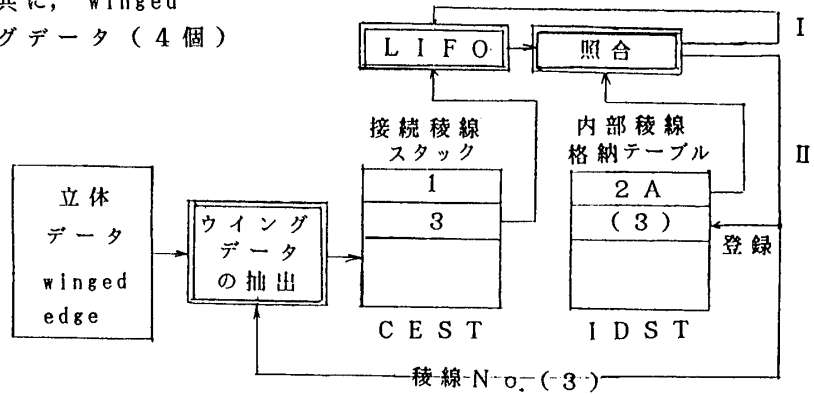 共に, winged
グデータ(4個)
LIFO
照合
I
接続稜線
スタック
内部稜線
格納テーブル
II
立体
データ
winged
edge
ウイング
データ
の抽出
1
3
2A
(3)
登録
CEST
IDST
稜線No.(3)